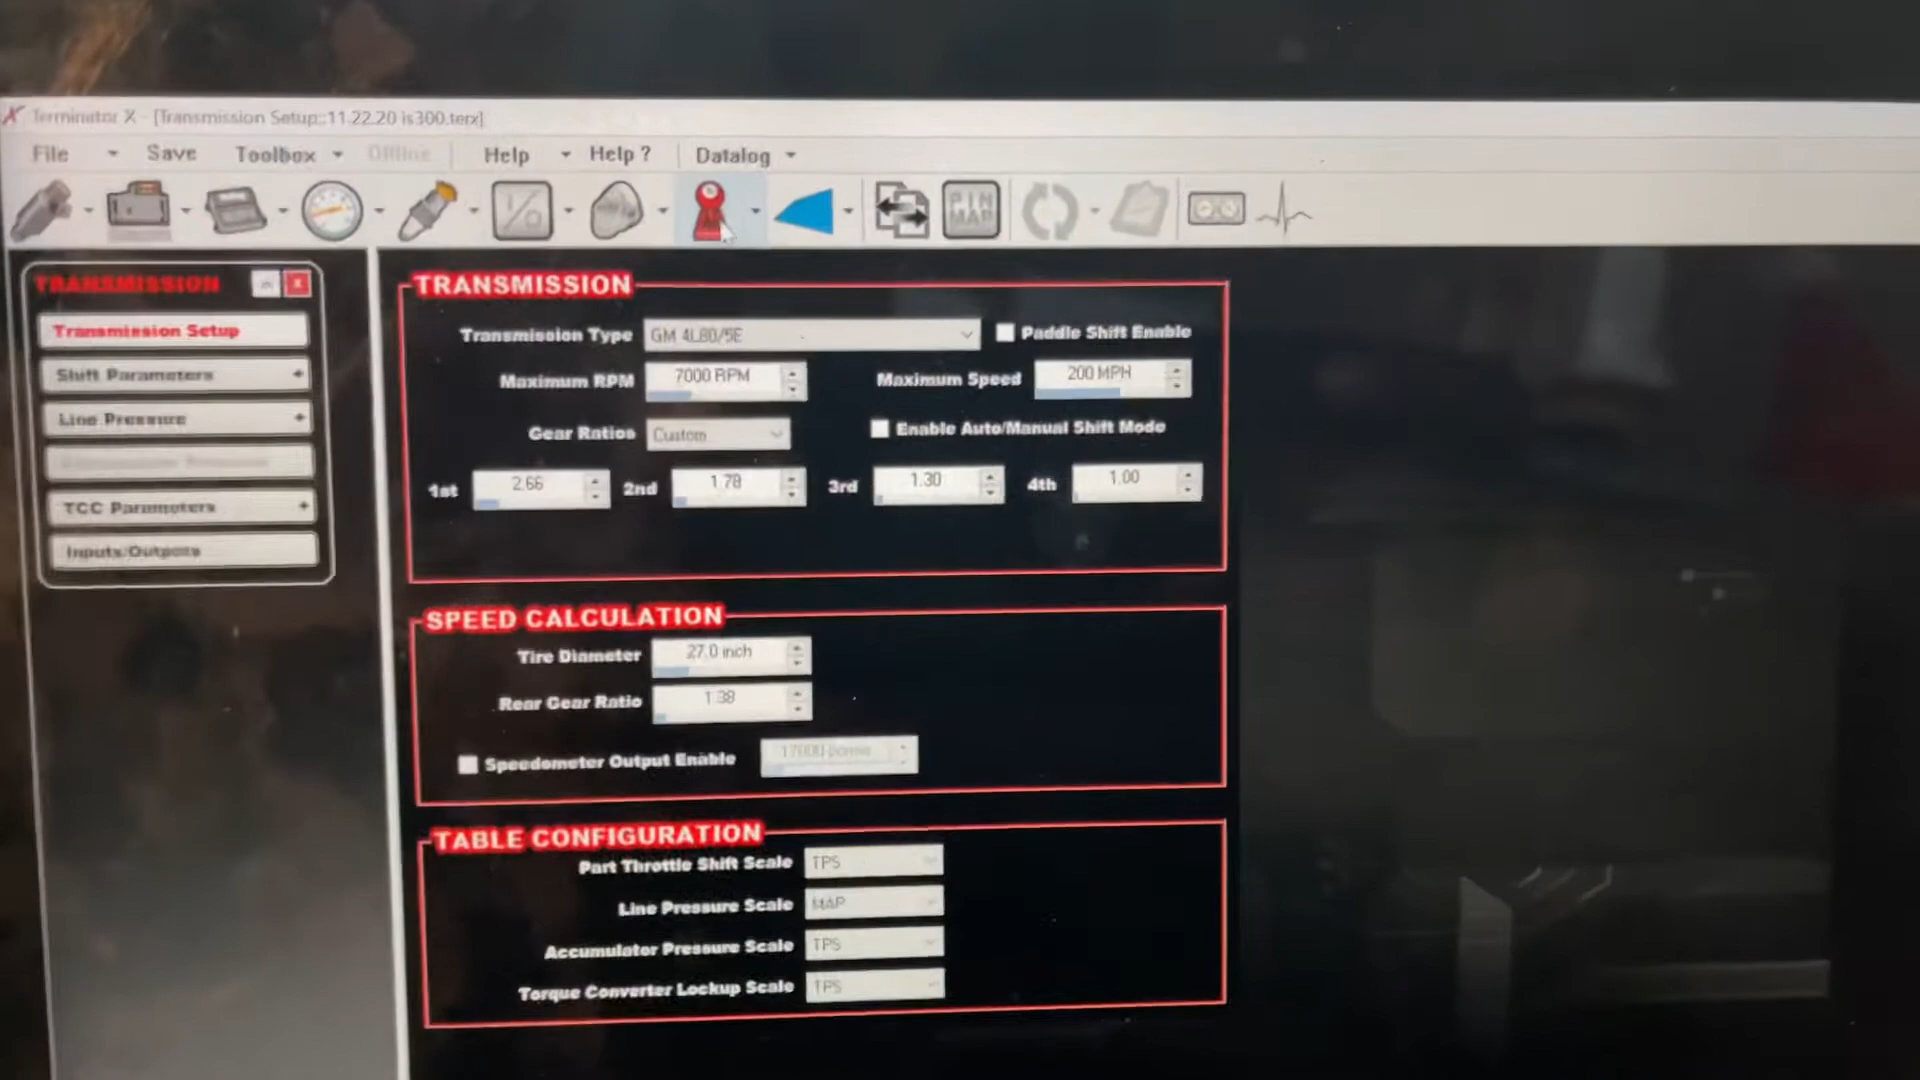 Terminator X - [Transmission Setup::11.22.20 is300.terx]
File Save Toolbox Offline Help Help ? Datalog
I/O PIN MAP
TRANSMISSION
Transmission Setup
Shift Parameters +
Line Pressure +
TCC Parameters +
Inputs/Outputs
TRANSMISSION
Transmission Type GM 4L80/5E Paddle Shift Enable
Maximum RPM 7000 RPM Maximum Speed 200 MPH
Gear Ratios Custom Enable Auto/Manual Shift Mode
1st 2.66 2nd 1.78 3rd 1.30 4th 1.00
SPEED CALCULATION
Tire Diameter 27.0 inch
Rear Gear Ratio 1.38
Speedometer Output Enable
TABLE CONFIGURATION
Part Throttle Shift Scale TPS
Line Pressure Scale MAP
Accumulator Pressure Scale TPS
Torque Converter Lockup Scale TPS